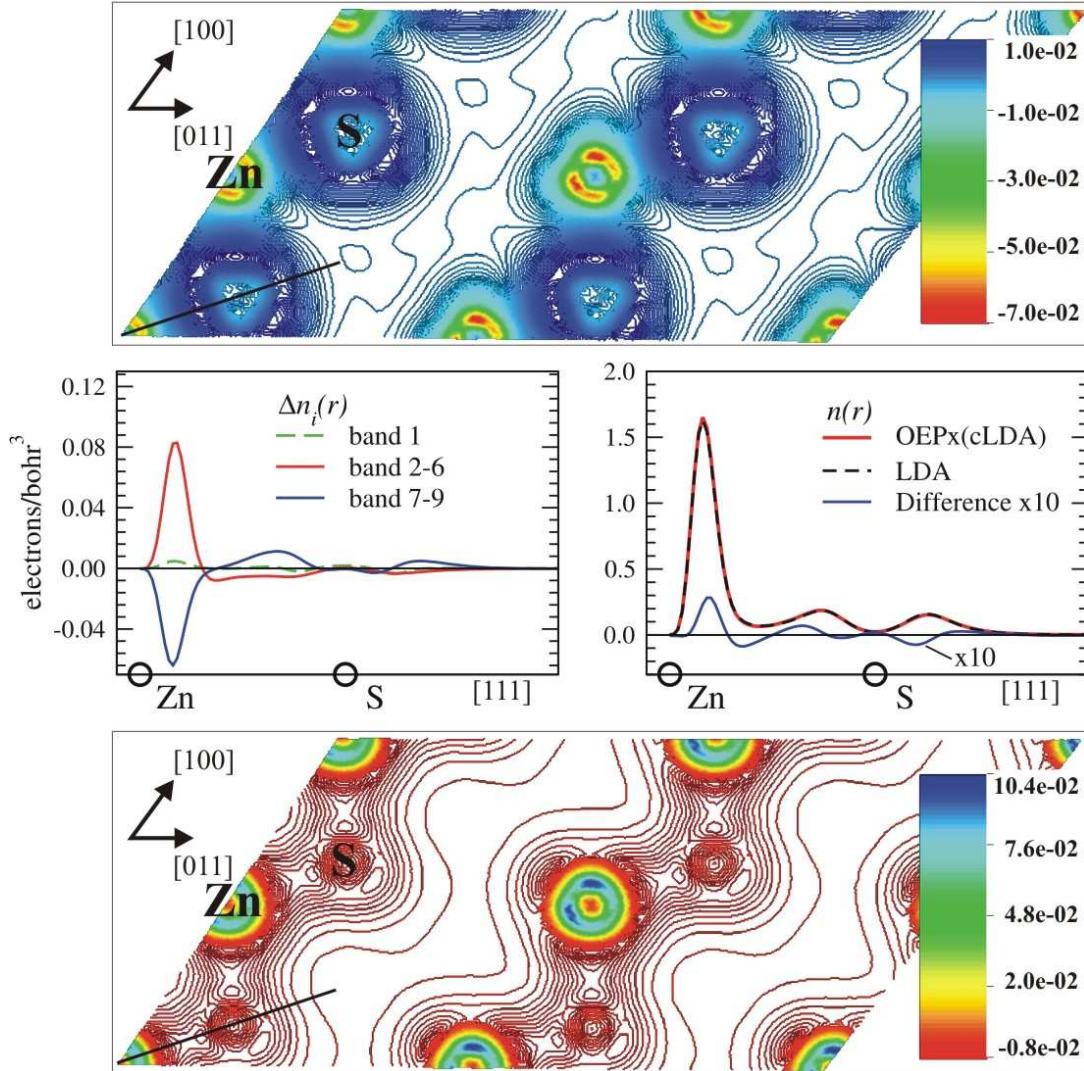 [100]
[011]
Zn
S
1.0e-02
-1.0e-02
-3.0e-02
-5.0e-02
-7.0e-02
electrons/bohr³
0.12
0.08
0.04
0.00
-0.04
Δnᵢ(r)
band 1
band 2-6
band 7-9
Zn
S
[111]
2.0
1.5
1.0
0.5
0.0
n(r)
OEPx(cLDA)
LDA
Difference x10
x10
Zn
S
[111]
[100]
[011]
Zn
S
10.4e-02
7.6e-02
4.8e-02
2.0e-02
-0.8e-02